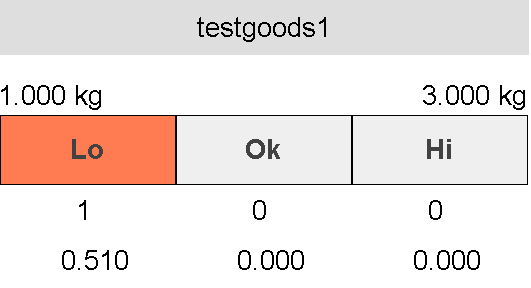 testgoods1
1.000 kg 3.000 kg
Lo Ok Hi
1 0 0
0.510 0.000 0.000